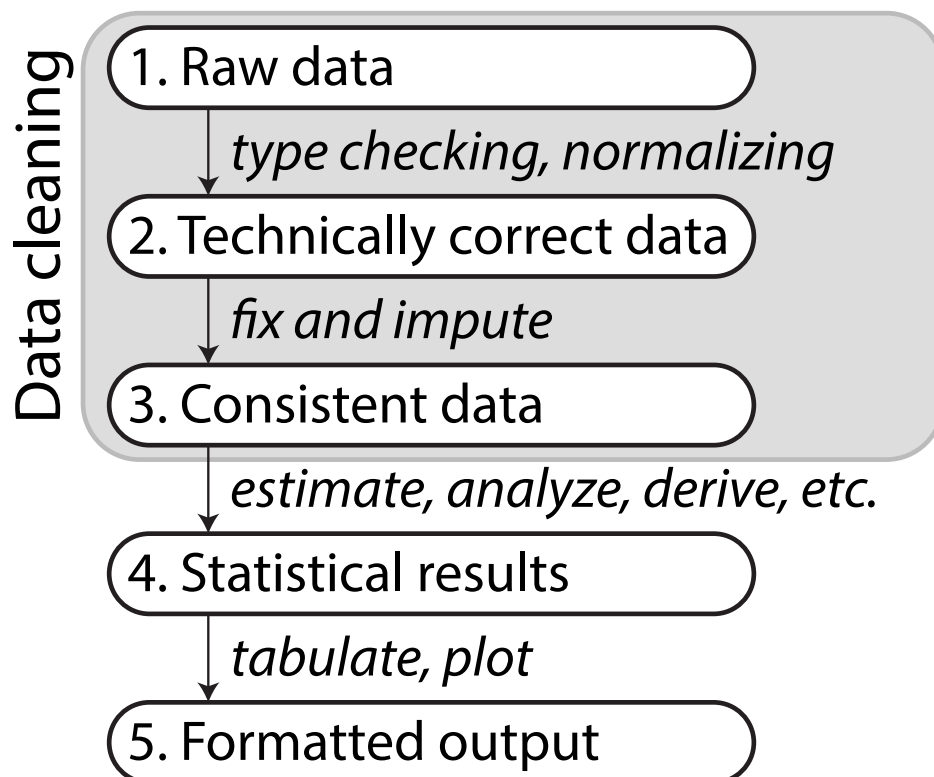 Data cleaning
1. Raw data
type checking, normalizing
2. Technically correct data
fix and impute
3. Consistent data
estimate, analyze, derive, etc.
4. Statistical results
tabulate, plot
5. Formatted output